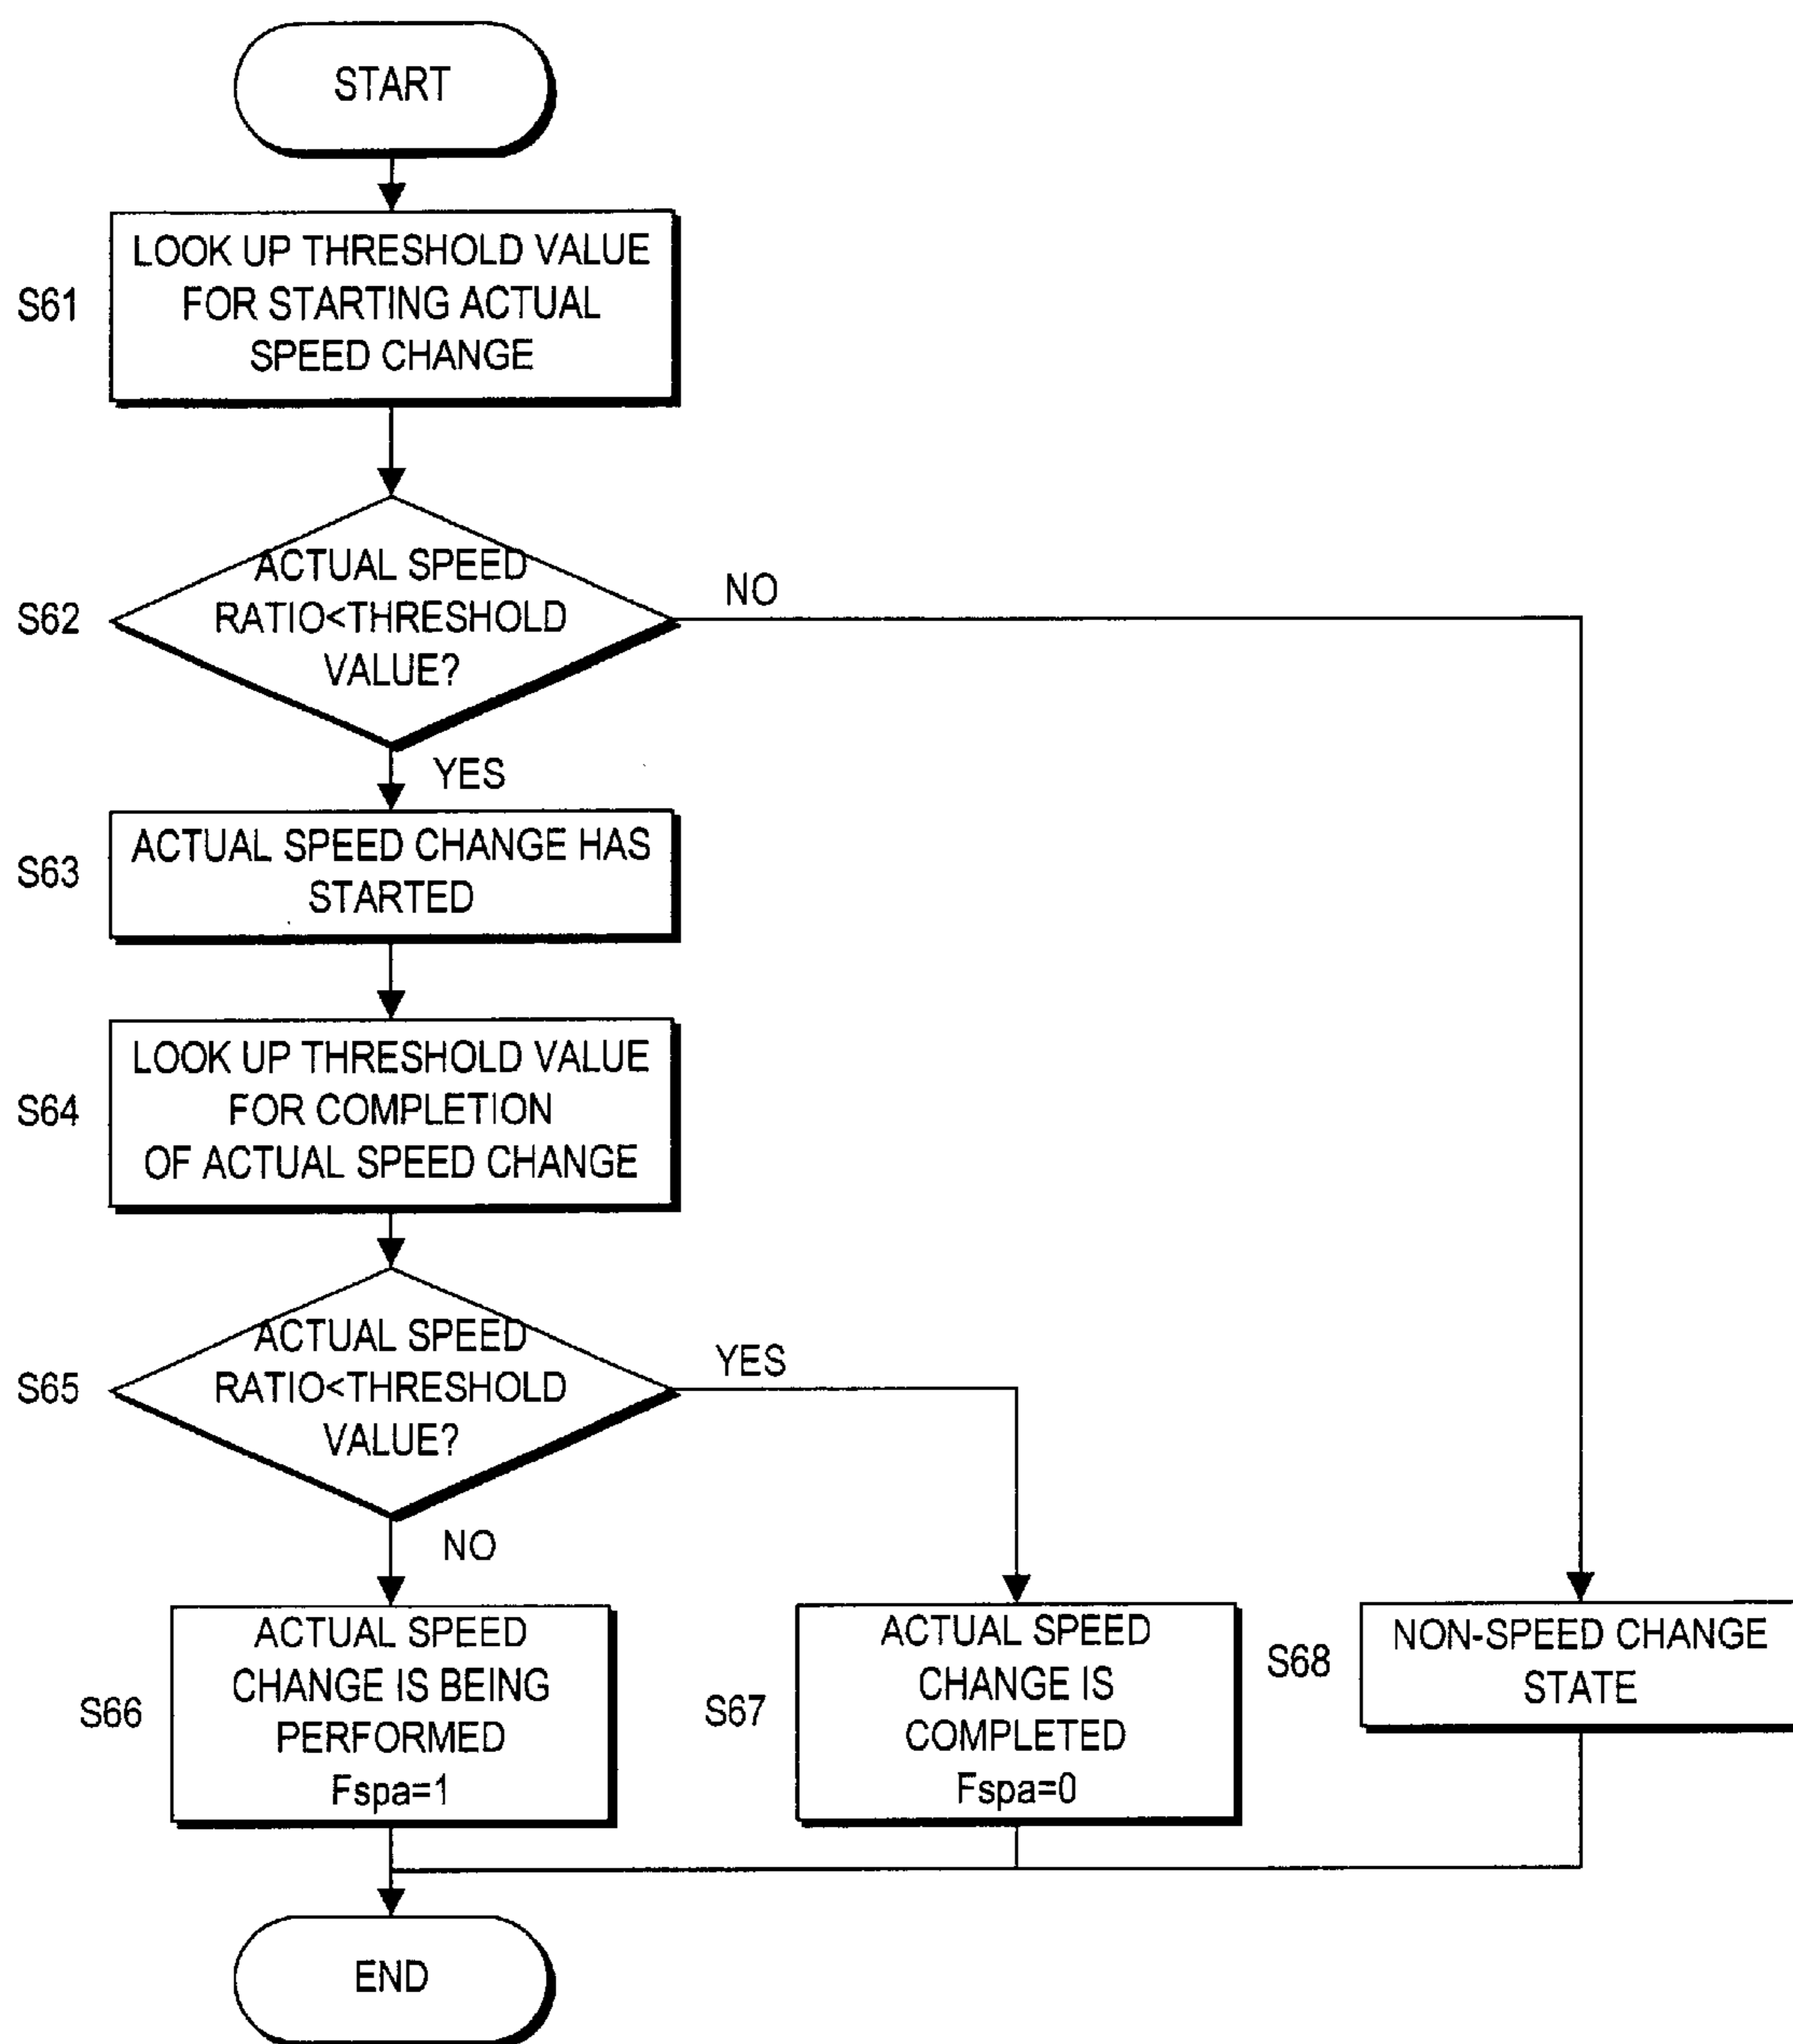 START
S61
LOOK UP THRESHOLD VALUE
FOR STARTING ACTUAL
SPEED CHANGE
S62
ACTUAL SPEED
RATIO<THRESHOLD
VALUE?
NO
YES
S63
ACTUAL SPEED CHANGE HAS
STARTED
S64
LOOK UP THRESHOLD VALUE
FOR COMPLETION
OF ACTUAL SPEED CHANGE
S65
ACTUAL SPEED
RATIO<THRESHOLD
VALUE?
YES
NO
S66
ACTUAL SPEED
CHANGE IS BEING
PERFORMED
Fspa=1
S67
ACTUAL SPEED
CHANGE IS
COMPLETED
Fspa=0
S68
NON-SPEED CHANGE
STATE
END